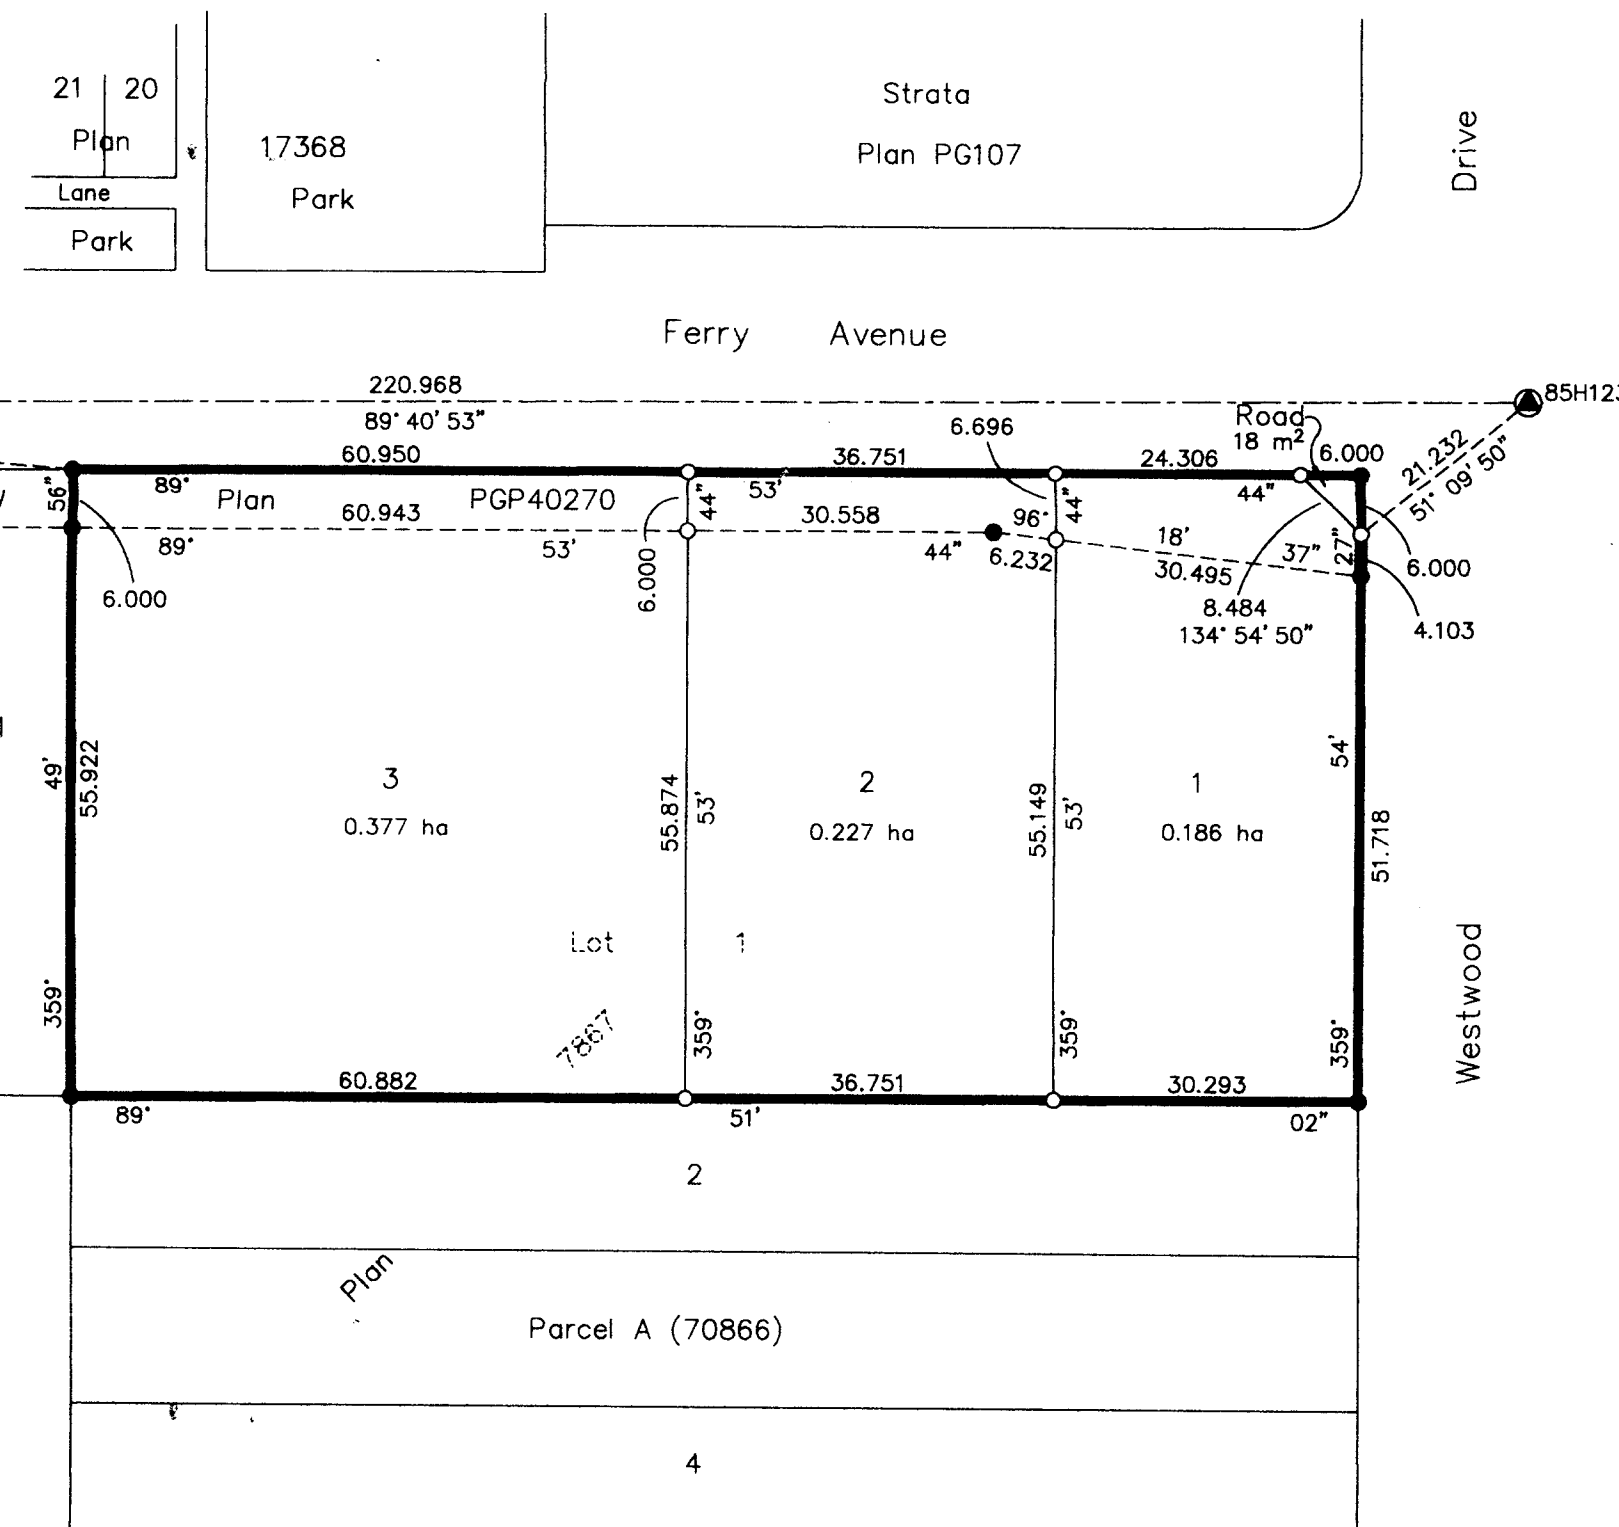 21 20
Plan
Lane
Park
17368
Park
Strata
Plan PG107
Drive
Ferry Avenue
220.968
89° 40' 53"
85H123
60.950
36.751
6.696
24.306
Road
18 m²
6.000
21.232
51° 09' 50"
56"
89°
Plan PGP40270
44"
53'
44"
60.943
6.000
30.558
96°
44"
18'
27"
89°
53'
44"
6.232
37"
30.495
6.000
6.000
8.484
134° 54' 50"
4.103
49'
55.922
3
0.377 ha
55.874
53'
2
0.227 ha
55.149
53'
1
0.186 ha
54'
51.718
Lot 1
7867
359°
359°
359°
359°
Westwood
60.882
36.751
30.293
89°
51'
02"
2
Plan
Parcel A (70866)
4